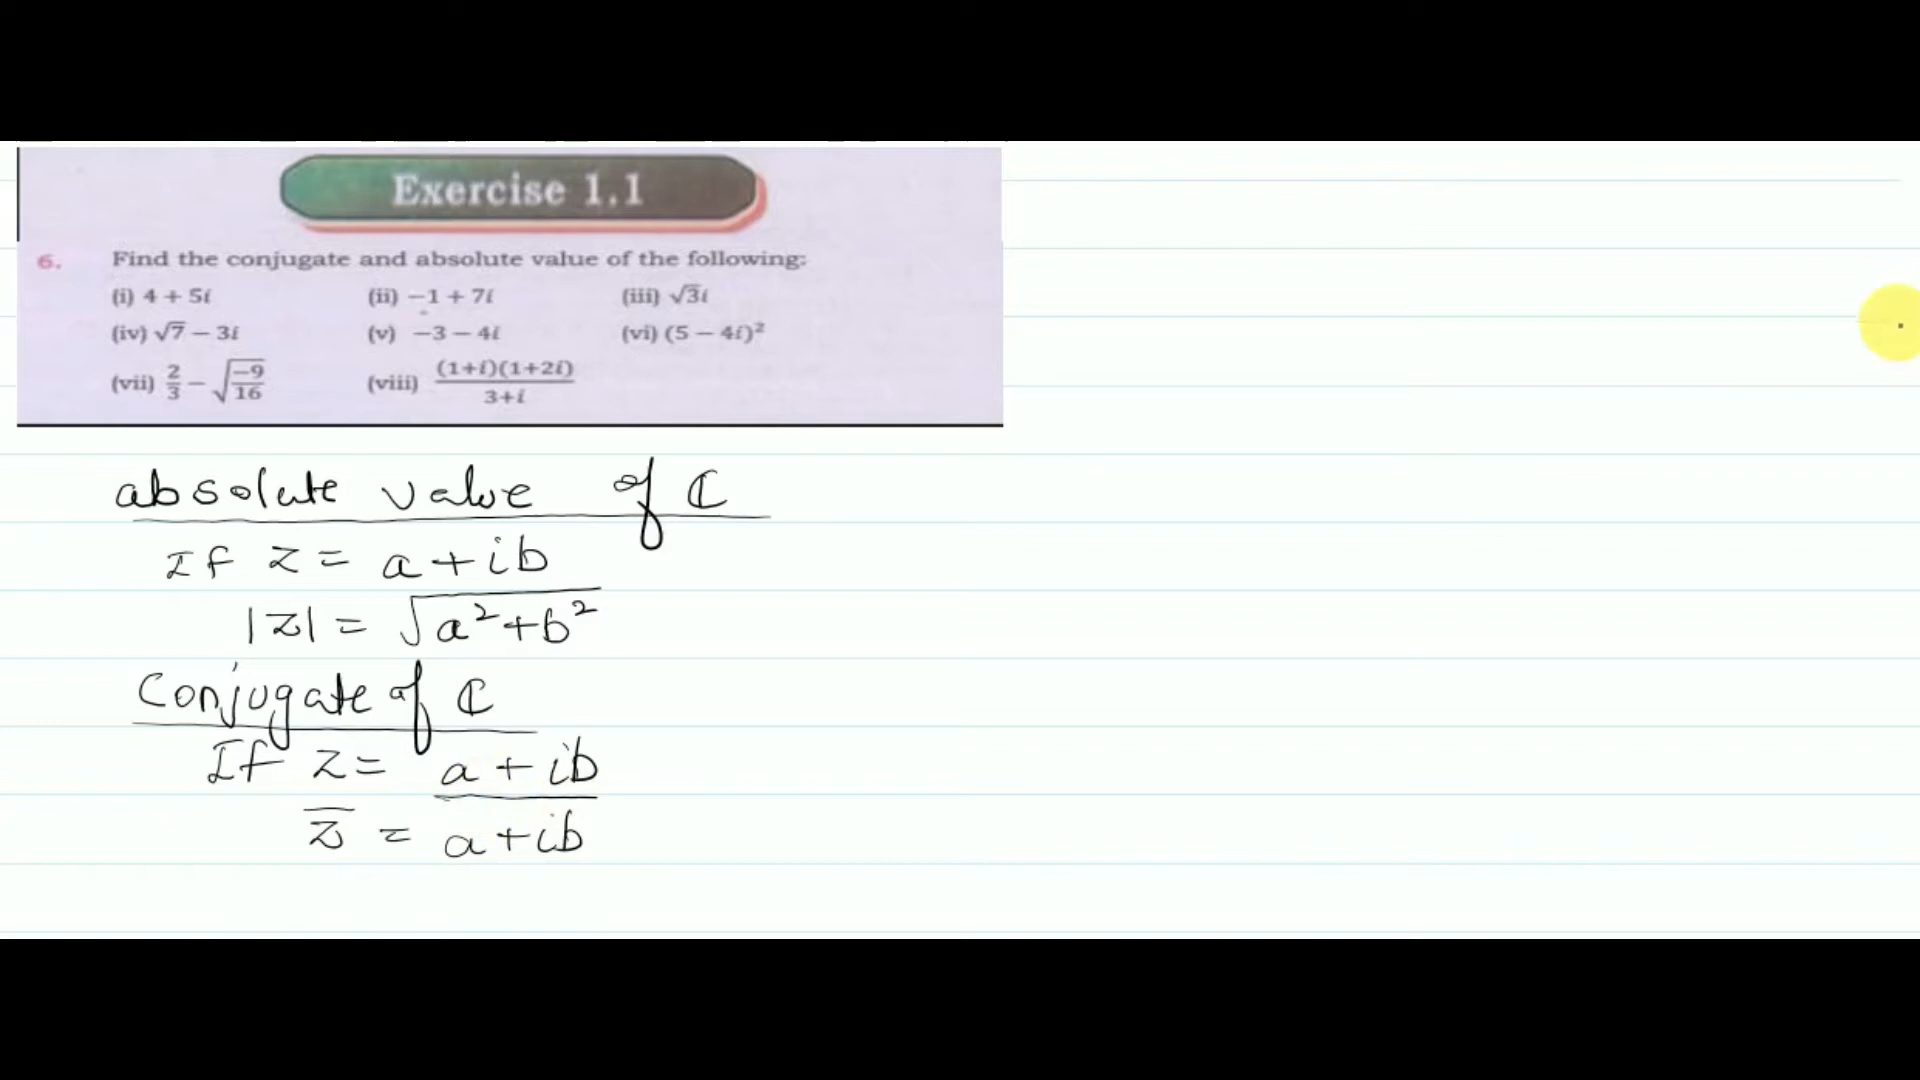 Exercise 1.1
6. Find the conjugate and absolute value of the following:
(i) 4 + 5i (ii) −1 + 7i (iii) √3i
(iv) √7 − 3i (v) −3 − 4i (vi) (5 − 4i)²
(vii) 2/3 − √(−9/16) (viii) (1+i)(1+2i)/3+i
absolute value of ℂ
If z = a + ib
|z| = √(a²+b²)
Conjugate of ℂ
If z = a + ib
z̅ = a + ib